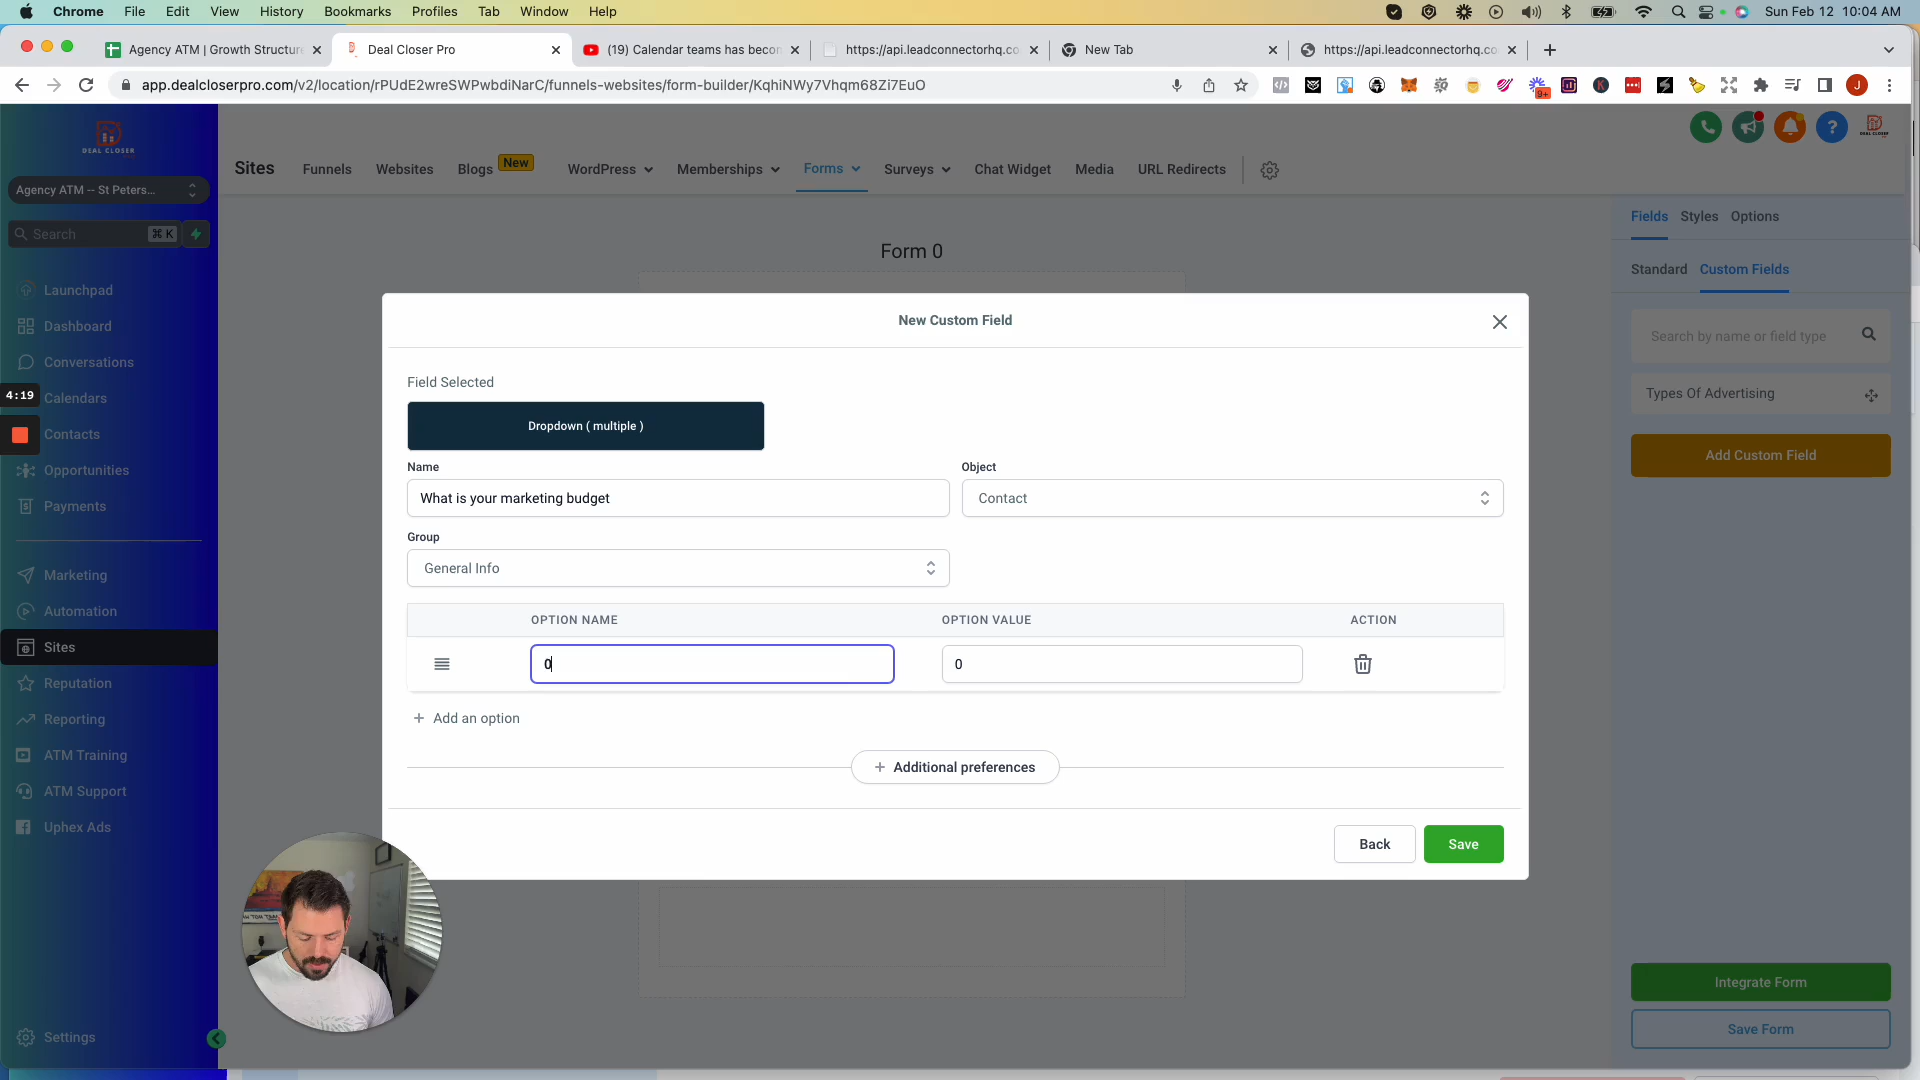 Chrome File Edit View History Bookmarks Profiles Tab Window Help Sun Feb 12 10:04 AM
Agency ATM | Growth Structure Deal Closer Pro (19) Calendar teams has becom https://api.leadconnectorhq.co New Tab https://api.leadconnectorhq.co
app.dealcloserpro.com/v2/location/rPUdE2wreSWPwbdiNarC/funnels-websites/form-builder/KqhiNWy7Vhqm68Zi7EuO
9+
J
DEAL CLOSER
Sites Funnels Websites Blogs New WordPress Memberships Forms Surveys Chat Widget Media URL Redirects
Agency ATM -- St Peters...
Search ⌘ K
Launchpad
Dashboard
Conversations
4:19
Calendars
Contacts
Opportunities
Payments
Marketing
Automation
Sites
Reputation
Reporting
ATM Training
ATM Support
Uphex Ads
Settings
Form 0
New Custom Field
Field Selected
Dropdown ( multiple )
Name Object
What is your marketing budget Contact
Group
General Info
OPTION NAME OPTION VALUE ACTION
0 0
+ Add an option
+ Additional preferences
Back Save
Fields Styles Options
Standard Custom Fields
Search by name or field type
Types Of Advertising
Add Custom Field
Integrate Form
Save Form